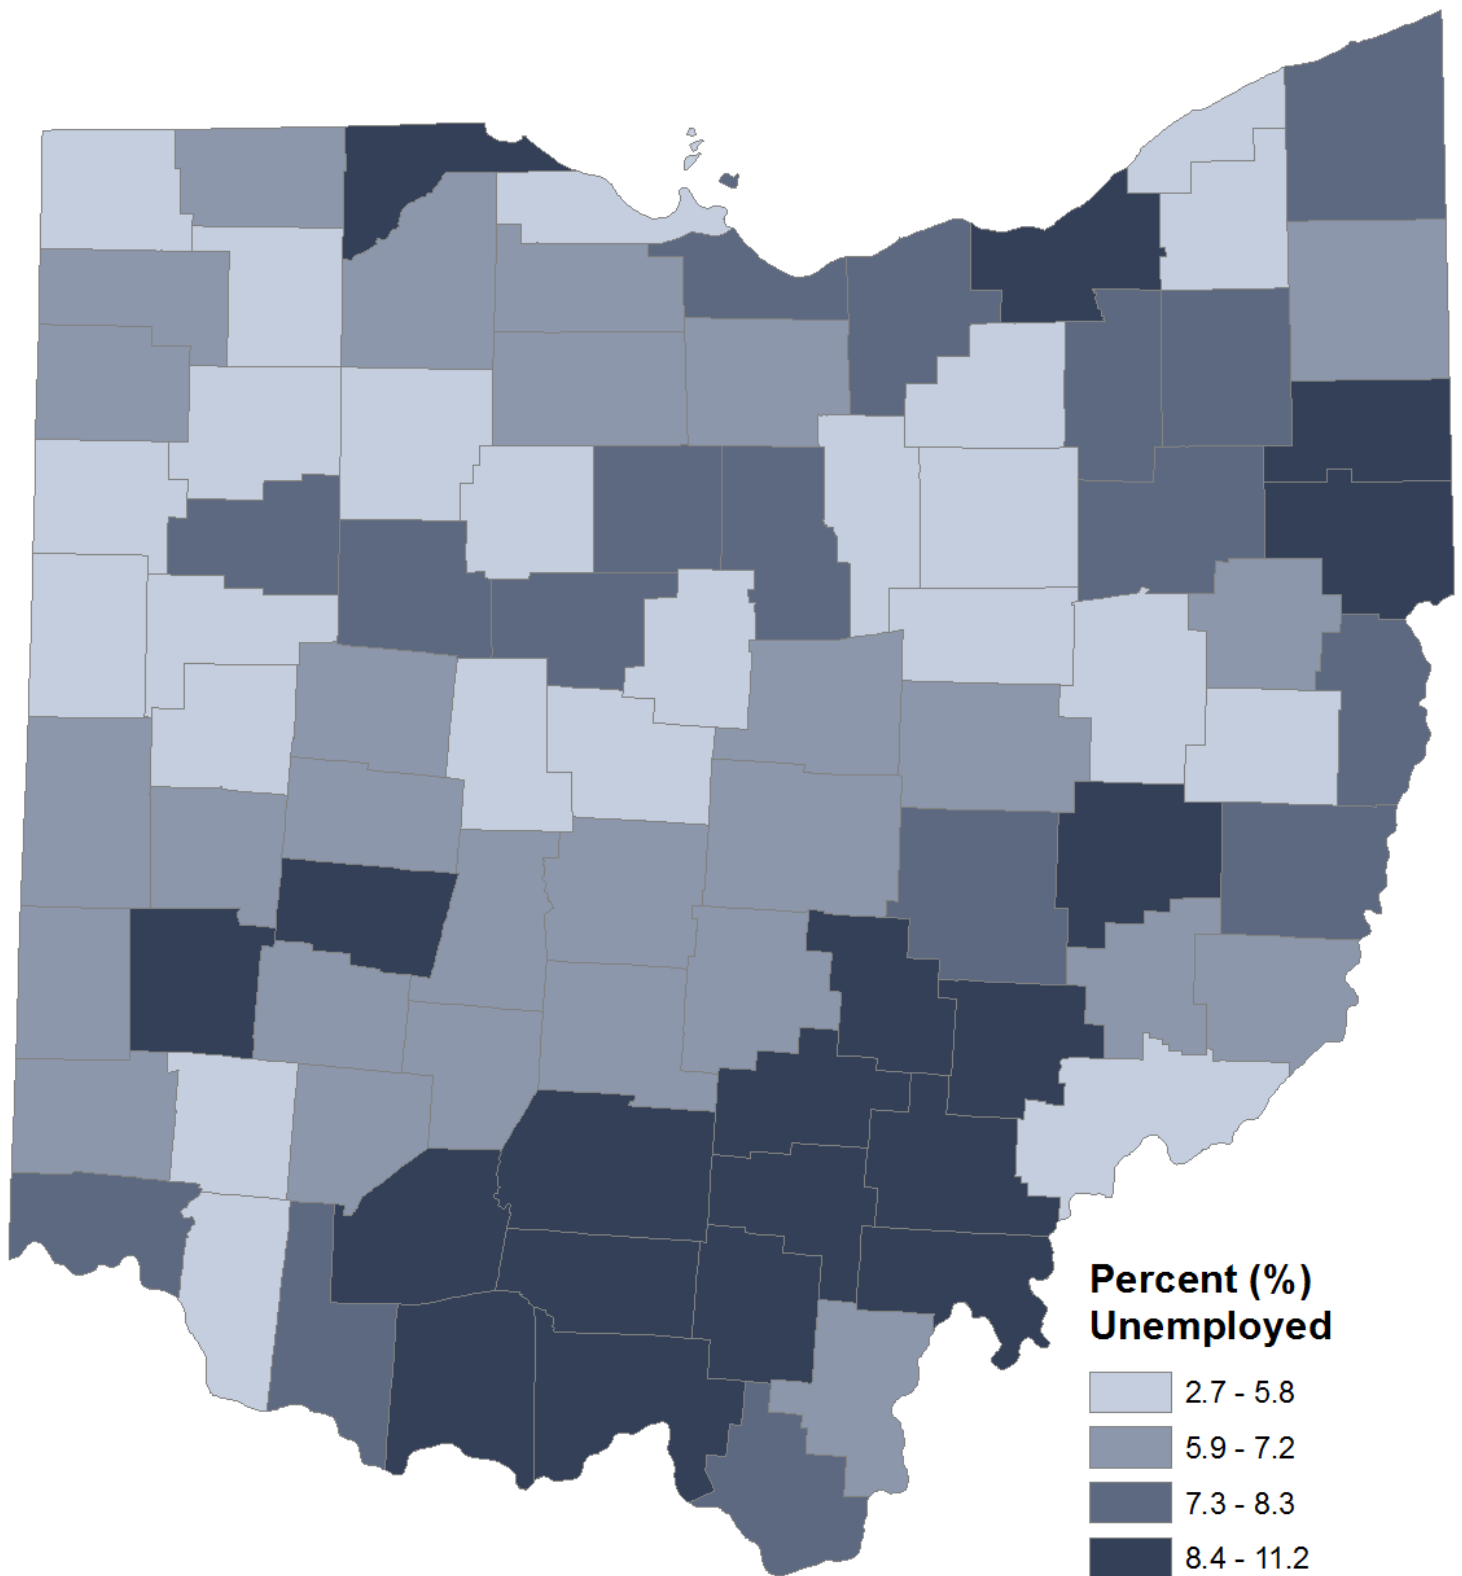 Percent (%)
Unemployed
2.7 - 5.8
5.9 - 7.2
7.3 - 8.3
8.4 - 11.2